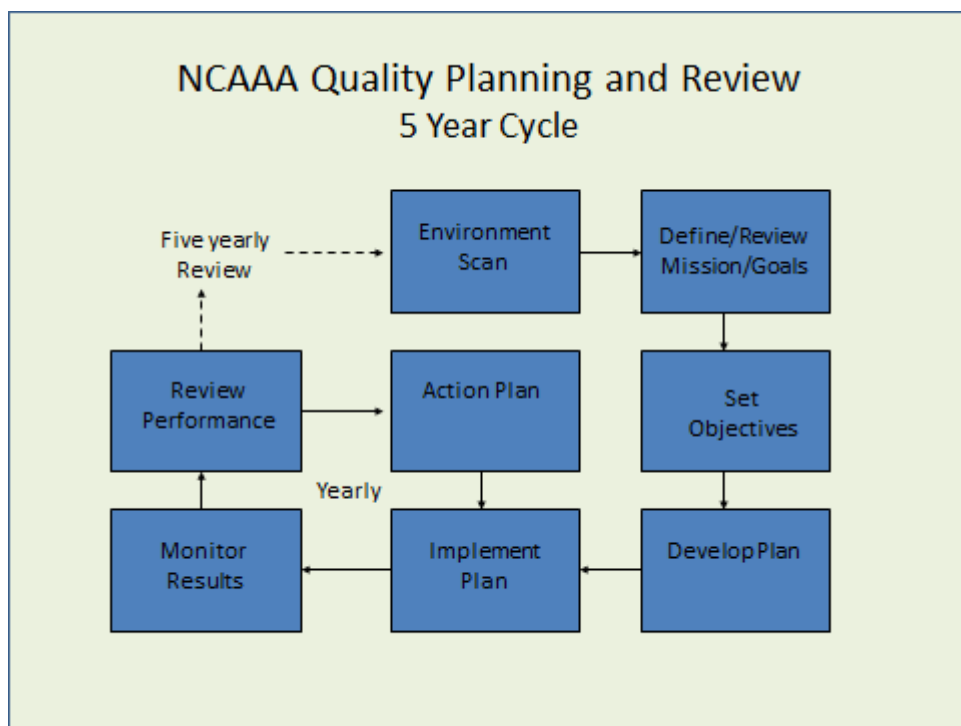 NCAAA Quality Planning and Review
5 Year Cycle
Five yearly
Review
Environment
Scan
Define/Review
Mission/Goals
Review
Performance
Action Plan
Set
Objectives
Yearly
Monitor
Results
Implement
Plan
Develop Plan